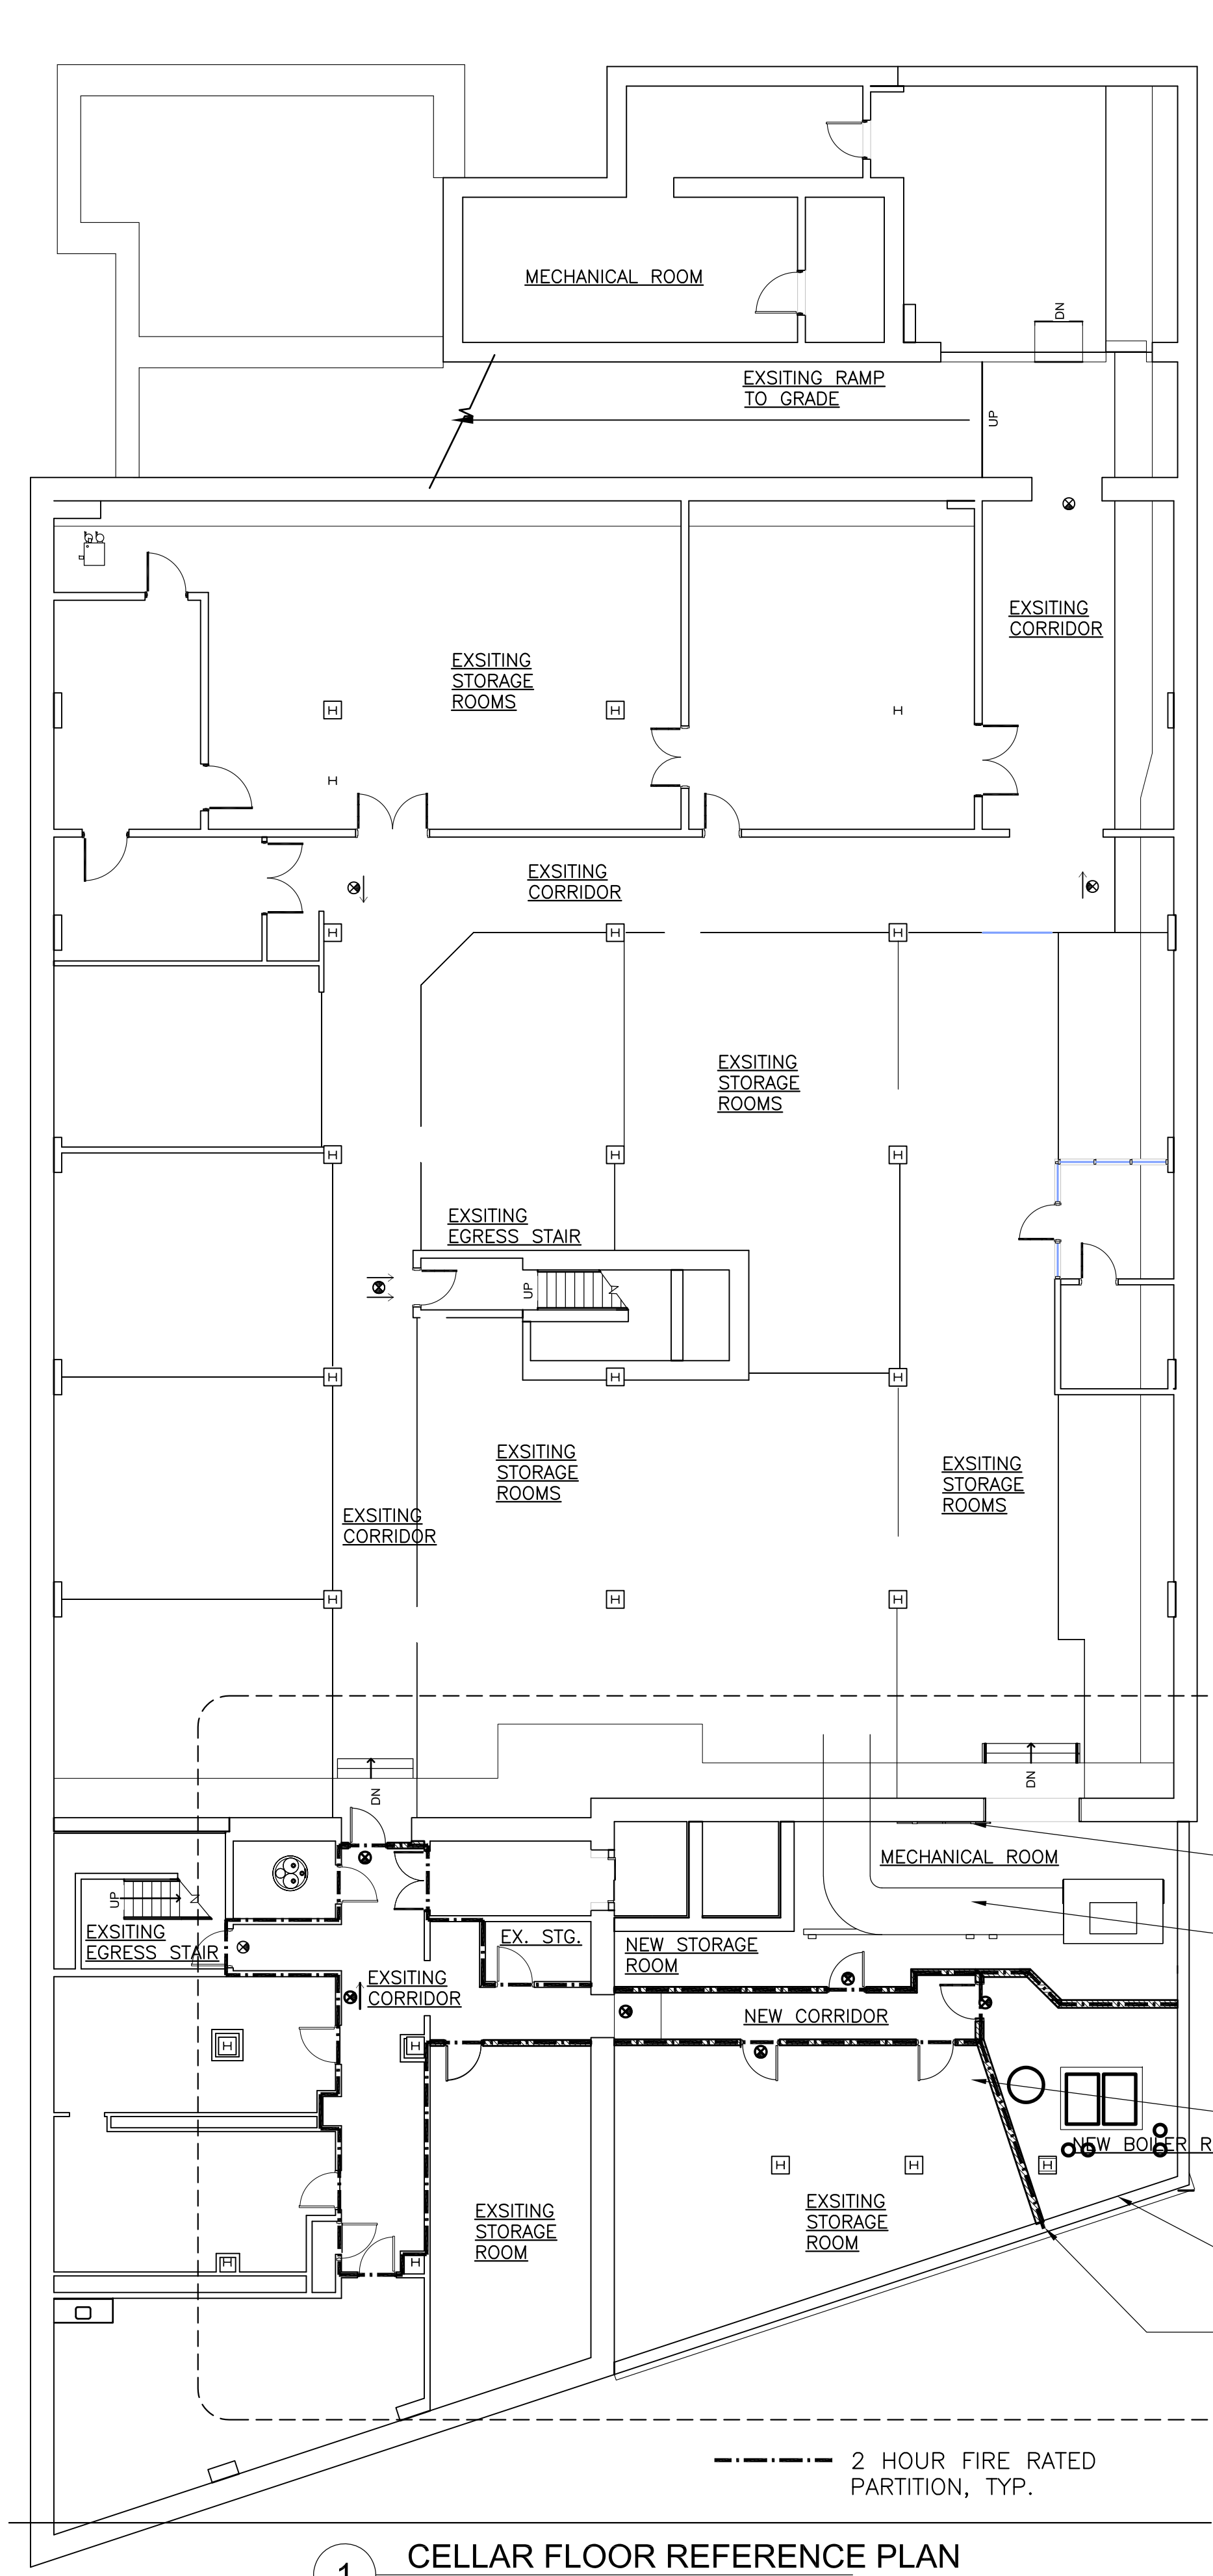 MECHANICAL ROOM
DN
EXSITING RAMP
TO GRADE
UP
EXSITING
CORRIDOR
EXSITING
STORAGE
ROOMS
H
H
H
H
EXSITING
CORRIDOR
H
H
H
EXSITING
STORAGE
ROOMS
H
H
H
EXSITING
EGRESS STAIR
UP
H
H
H
EXSITING
STORAGE
ROOMS
EXSITING
STORAGE
ROOMS
EXSITING
CORRIDOR
H
H
H
DN
DN
MECHANICAL ROOM
UP
EXSITING
EGRESS STAIR
EX. STG.
NEW STORAGE
ROOM
EXSITING
CORRIDOR
NEW CORRIDOR
H
H
NEW BOILER R
H
H
H
EXSITING
STORAGE
ROOM
EXSITING
STORAGE
ROOM
H
H
2 HOUR FIRE RATED
PARTITION, TYP.
1
CELLAR FLOOR REFERENCE PLAN